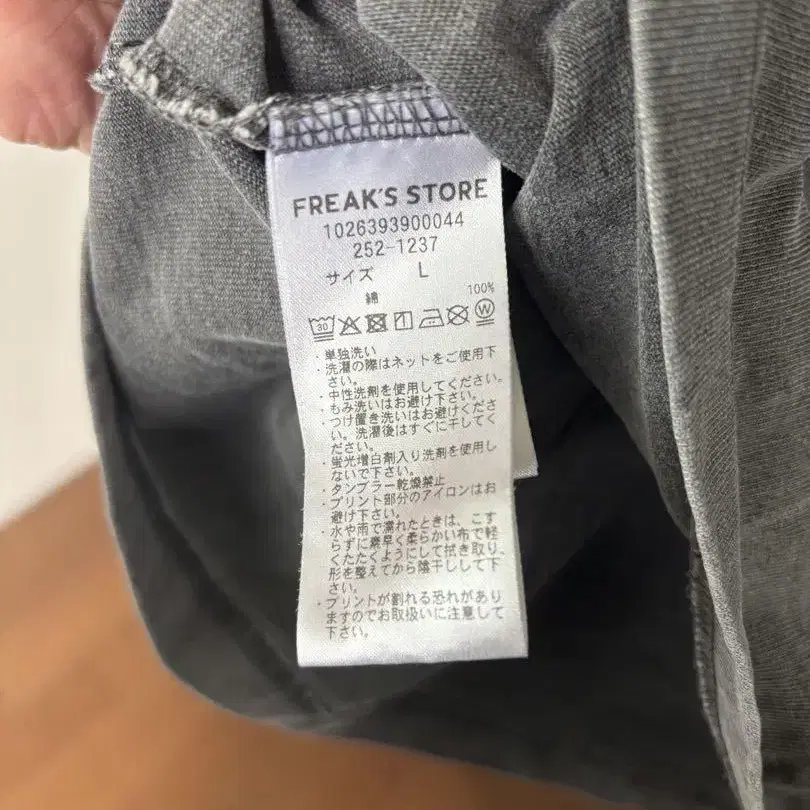 FREAK'S STORE
1026393900044
252-1237
サイズ L
綿 100%
30 W
・単独洗い
・洗濯の際はネットをご使用下
さい。
・中性洗剤を使用してください。
・もみ洗いはお避け下さい。
・つけ置き洗いはお避けくださ
い。洗濯後はすぐに干してく
ださい。
・蛍光増白剤入り洗剤を使用し
ないで下さい。
・タンブラー乾燥禁止
・プリント部分のアイロンはお
避け下さい。
・水や雨で濡れたときは、こす
らずに素早く柔らかい布で軽
くたたくようにして拭き取り、
形を整えてから陰干しして下
さい。
・プリントが割れる恐れがあり
ますのでお取扱いに注意して
下さい。